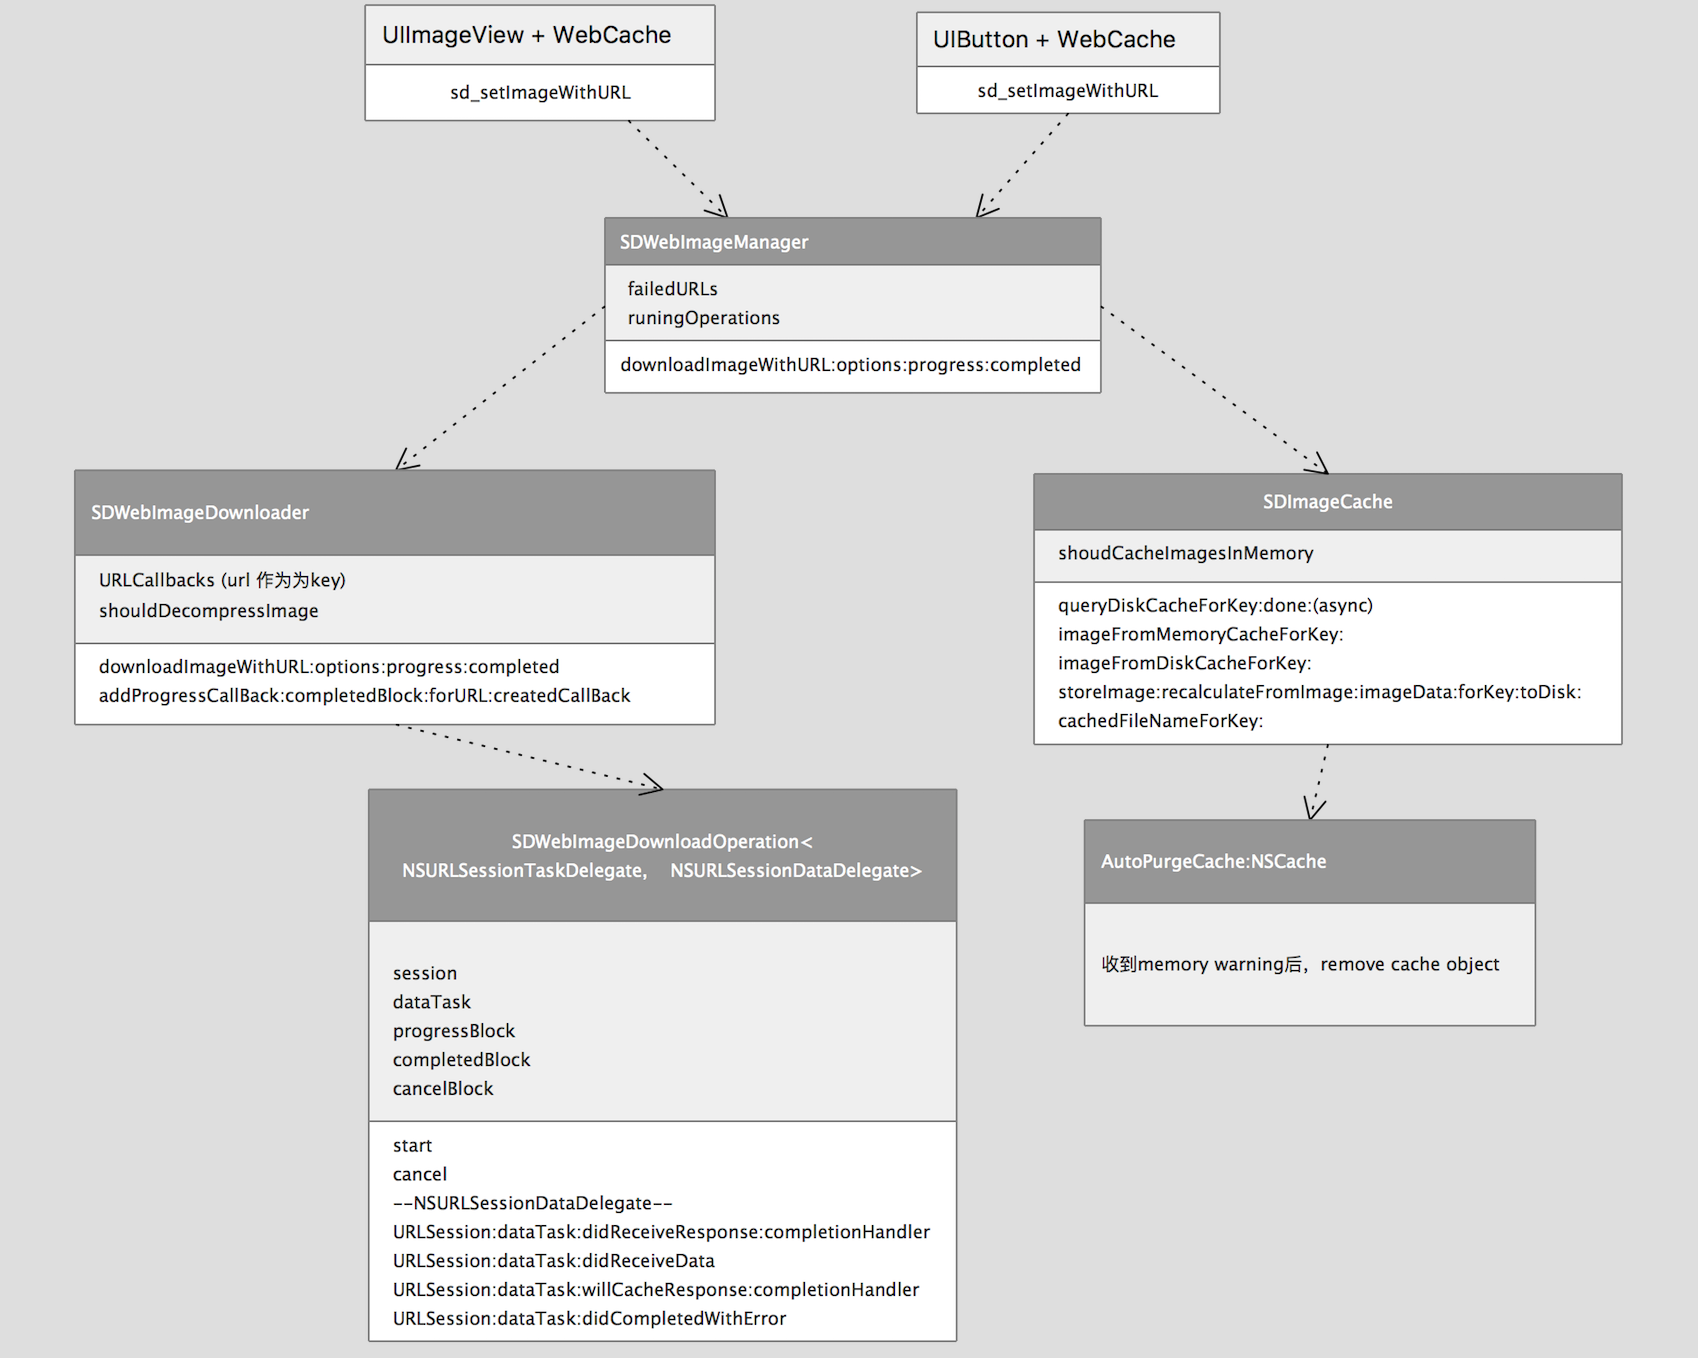 UIImageView + WebCache
sd_setImageWithURL
UIButton + WebCache
sd_setImageWithURL
SDWebImageManager
failedURLs
runingOperations
downloadImageWithURL:options:progress:completed
SDWebImageDownloader
URLCallbacks (url 作为为key)
shouldDecompressImage
downloadImageWithURL:options:progress:completed
addProgressCallBack:completedBlock:forURL:createdCallBack
SDImageCache
shoudCacheImagesInMemory
queryDiskCacheForKey:done:(async)
imageFromMemoryCacheForKey:
imageFromDiskCacheForKey:
storeImage:recalculateFromImage:imageData:forKey:toDisk:
cachedFileNameForKey:
SDWebImageDownloadOperation<
NSURLSessionTaskDelegate,   NSURLSessionDataDelegate>
session
dataTask
progressBlock
completedBlock
cancelBlock
start
cancel
--NSURLSessionDataDelegate--
URLSession:dataTask:didReceiveResponse:completionHandler
URLSession:dataTask:didReceiveData
URLSession:dataTask:willCacheResponse:completionHandler
URLSession:dataTask:didCompletedWithError
AutoPurgeCache:NSCache
收到memory warning后，remove cache object